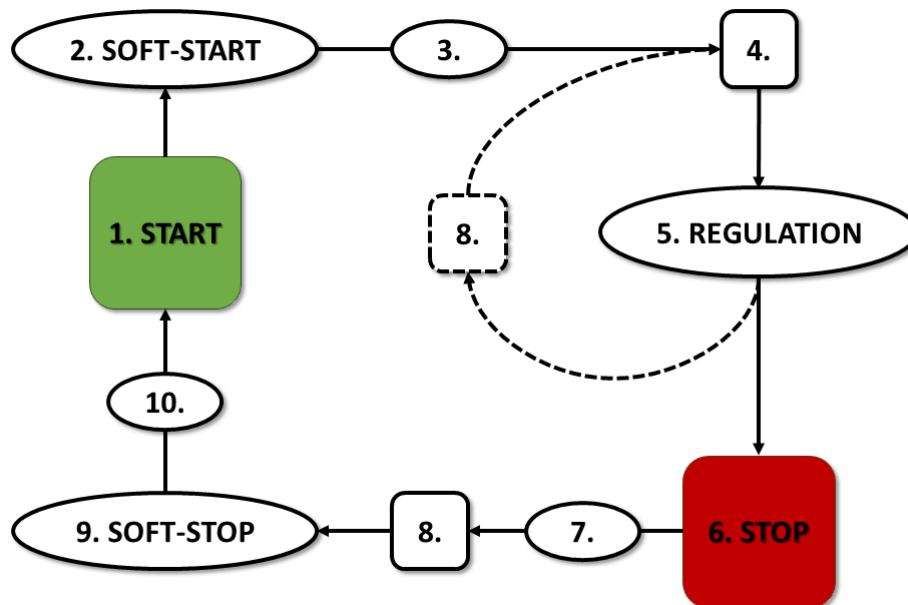 2. SOFT-START
3.
4.
1. START
8.
5. REGULATION
10.
9. SOFT-STOP
8.
7.
6. STOP